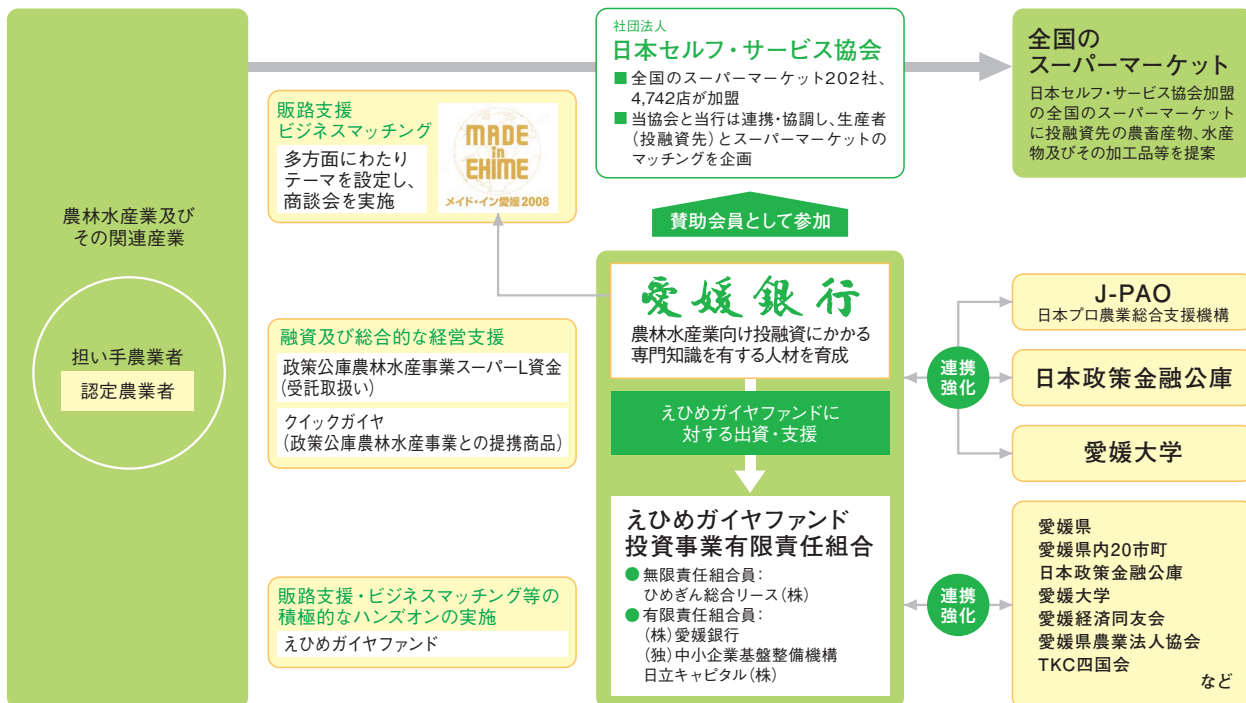 農林水産業及び
その関連産業
担い手農業者
認定農業者
販路支援
ビジネスマッチング
多方面にわたり
テーマを設定し、
商談会を実施
MADE
in
EHIME
メイド・イン愛媛2008
融資及び総合的な経営支援
政策公庫農林水産事業スーパーL資金
(受託取扱い)
クイックガイヤ
(政策公庫農林水産事業との提携商品)
販路支援・ビジネスマッチング等の
積極的なハンズオンの実施
えひめガイヤファンド
社団法人
日本セルフ・サービス協会
■ 全国のスーパーマーケット202社、
4,742店が加盟
■ 当協会と当行は連携・協調し、生産者
(投融資先)とスーパーマーケットの
マッチングを企画
賛助会員として参加
愛媛銀行
農林水産業向け投融資にかかる
専門知識を有する人材を育成
えひめガイヤファンドに
対する出資・支援
えひめガイヤファンド
投資事業有限責任組合
● 無限責任組合員:
ひめぎん総合リース(株)
● 有限責任組合員:
(株)愛媛銀行
(独)中小企業基盤整備機構
日立キャピタル(株)
全国の
スーパーマーケット
日本セルフ・サービス協会加盟
の全国のスーパーマーケット
に投融資先の農畜産物、水産
物及びその加工品等を提案
連携
強化
J-PAO
日本プロ農業総合支援機構
日本政策金融公庫
愛媛大学
連携
強化
愛媛県
愛媛県内20市町
日本政策金融公庫
愛媛大学
愛媛経済同友会
愛媛県農業法人協会
TKC四国会
など